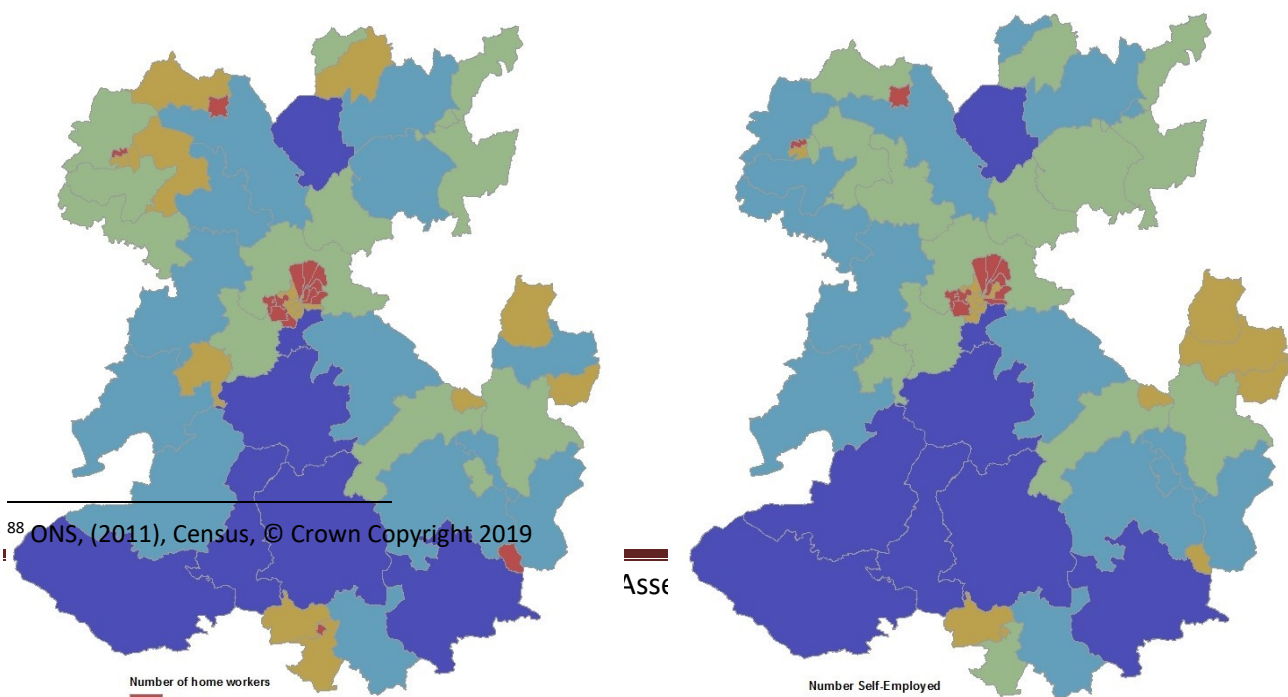 88 ONS, (2011), Census, © Crown Copyright 2019
Number of home workers
Number Self-Employed